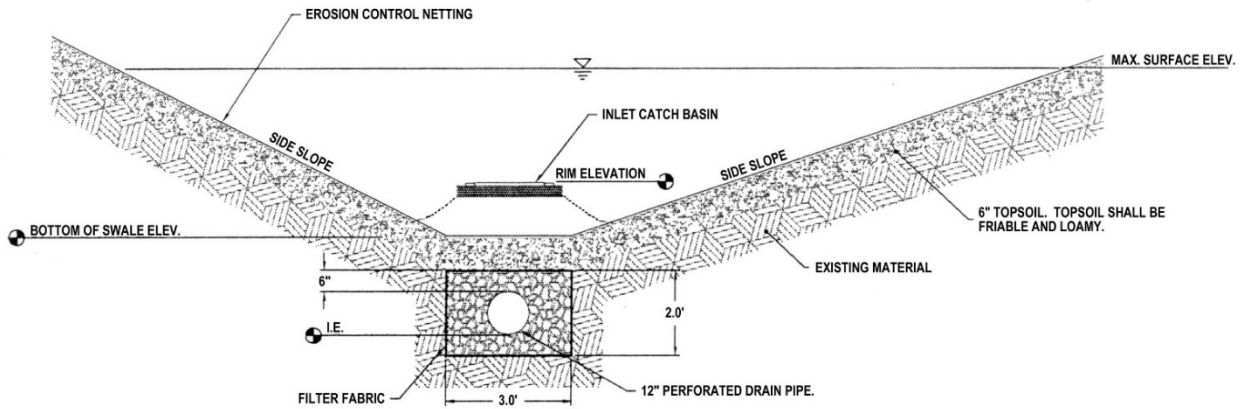 EROSION CONTROL NETTING
MAX. SURFACE ELEV.
INLET CATCH BASIN
SIDE SLOPE
SIDE SLOPE
RIM ELEVATION
6" TOPSOIL. TOPSOIL SHALL BE
FRIABLE AND LOAMY.
BOTTOM OF SWALE ELEV.
EXISTING MATERIAL
6"
2.0'
I.E.
12" PERFORATED DRAIN PIPE.
FILTER FABRIC
3.0'